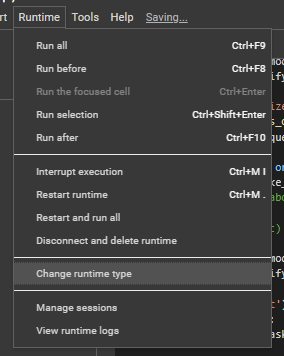 rt Runtime Tools Help Saving...
Run all Ctrl+F9
Run before Ctrl+F8
Run the focused cell Ctrl+Enter
Run selection Ctrl+Shift+Enter
Run after Ctrl+F10
Interrupt execution Ctrl+M I
Restart runtime Ctrl+M .
Restart and run all
Disconnect and delete runtime
Change runtime type
Manage sessions
View runtime logs